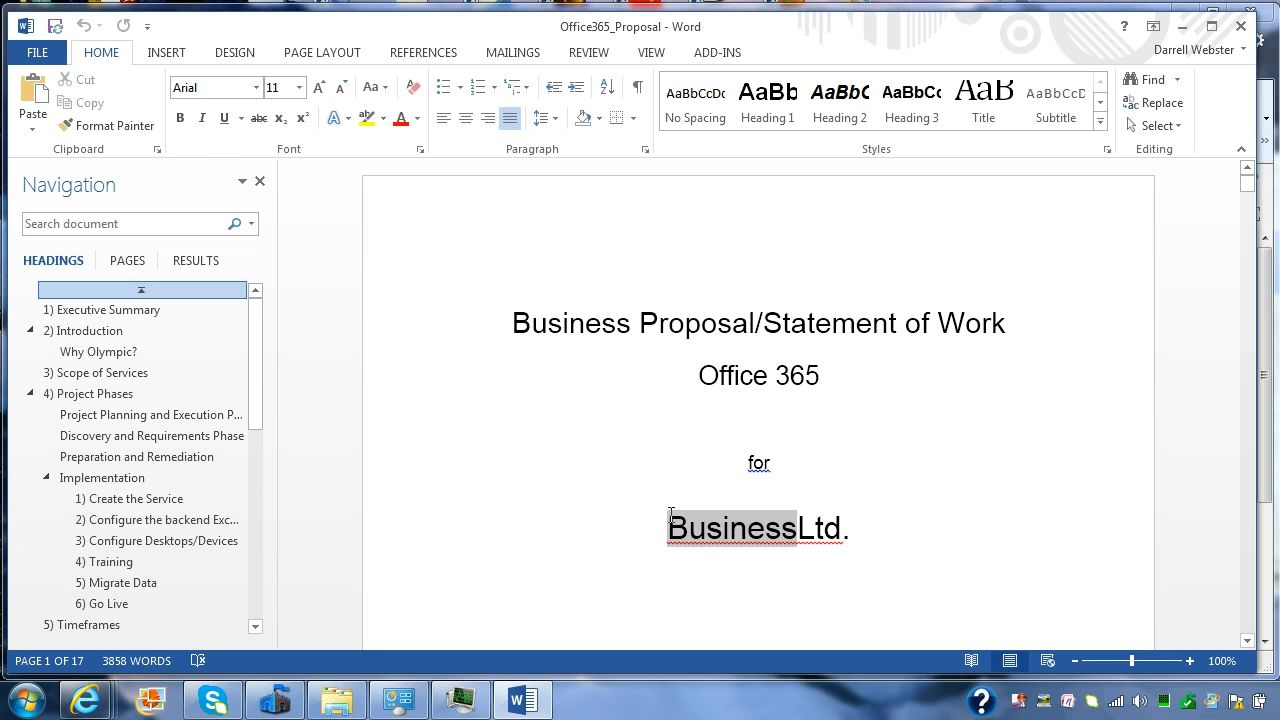 Office365_Proposal - Word
FILE HOME INSERT DESIGN PAGE LAYOUT REFERENCES MAILINGS REVIEW VIEW ADD-INS Darrell Webster
Paste
Cut
Copy
Format Painter
Clipboard
Arial 11
Font
Paragraph
AaBbCcDc AaBb AaBbC AaBbCc AaB AaBbCcD
No Spacing Heading 1 Heading 2 Heading 3 Title Subtitle
Styles
Find
Replace
Select
Editing
Navigation
Search document
HEADINGS PAGES RESULTS
1) Executive Summary
2) Introduction
Why Olympic?
3) Scope of Services
4) Project Phases
Project Planning and Execution P...
Discovery and Requirements Phase
Preparation and Remediation
Implementation
1) Create the Service
2) Configure the backend Exc...
3) Configure Desktops/Devices
4) Training
5) Migrate Data
6) Go Live
5) Timeframes
Business Proposal/Statement of Work
Office 365
for
BusinessLtd.
PAGE 1 OF 17 3858 WORDS 100%